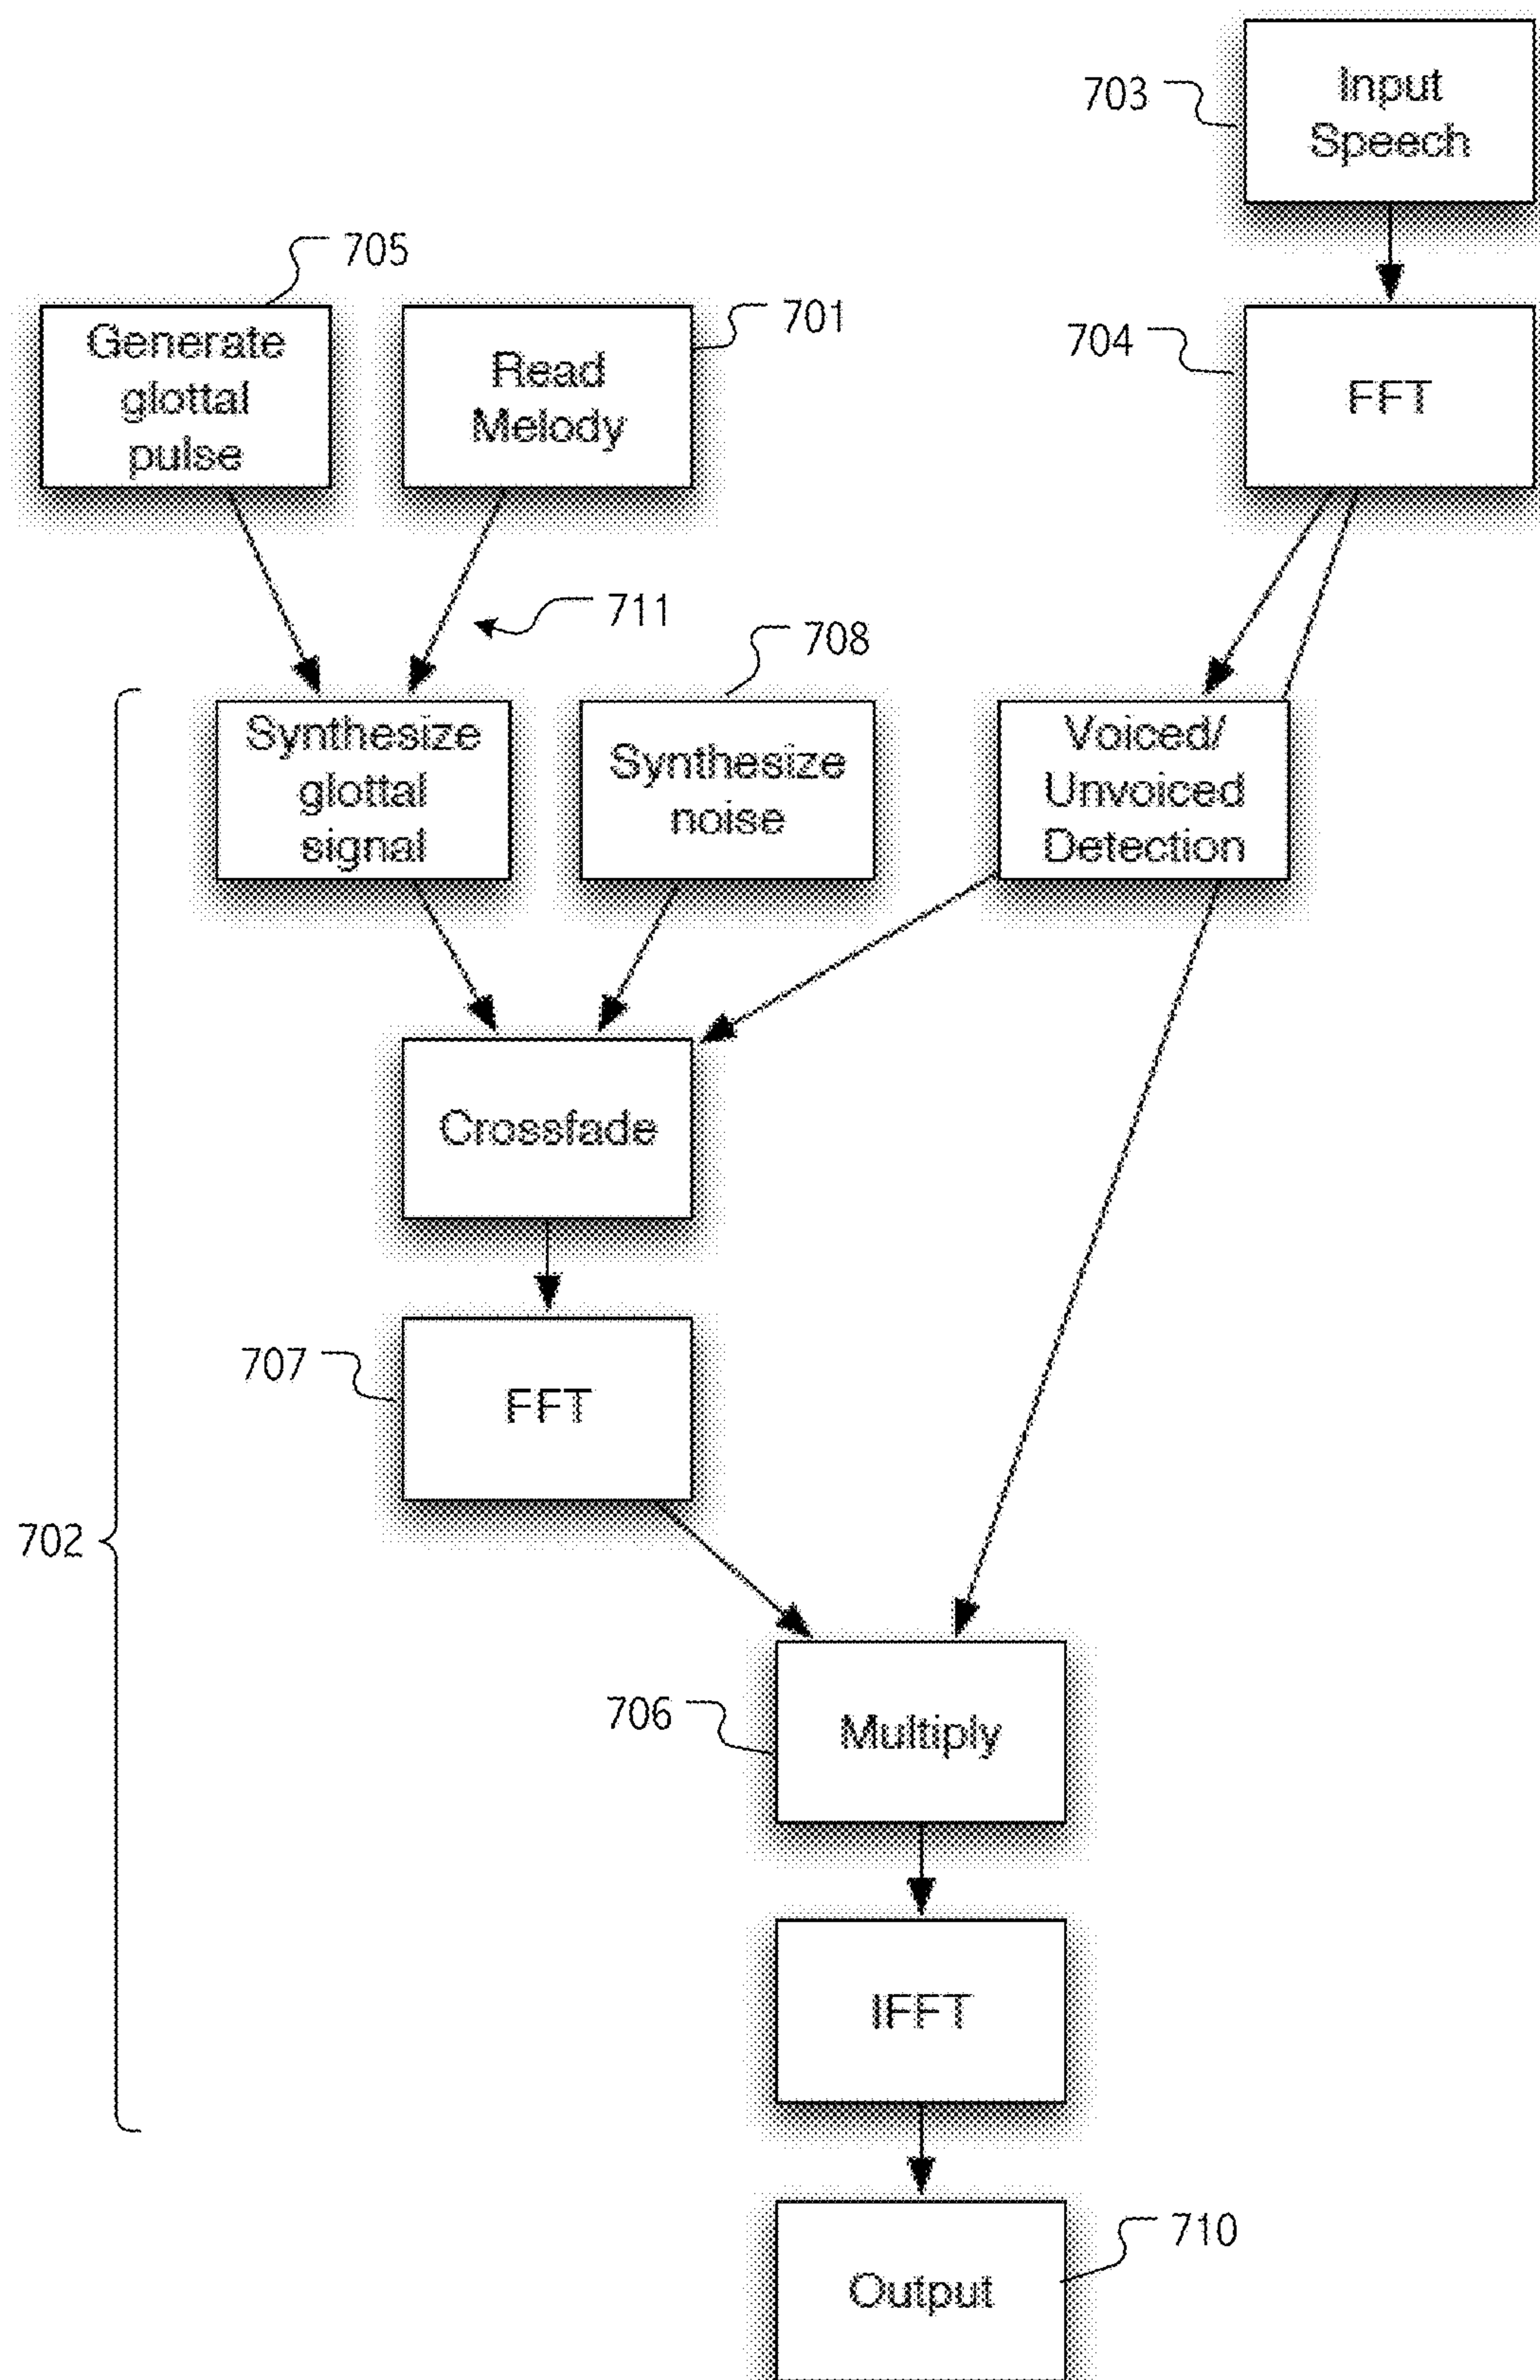 703
Input
Speech
705
Generate
glottal
pulse
701
Read
Melody
704
FFT
711
708
Synthesize
glottal
signal
Synthesize
noise
Voiced/
Unvoiced
Detection
Crossfade
707
FFT
702
706
Multiply
IFFT
710
Output